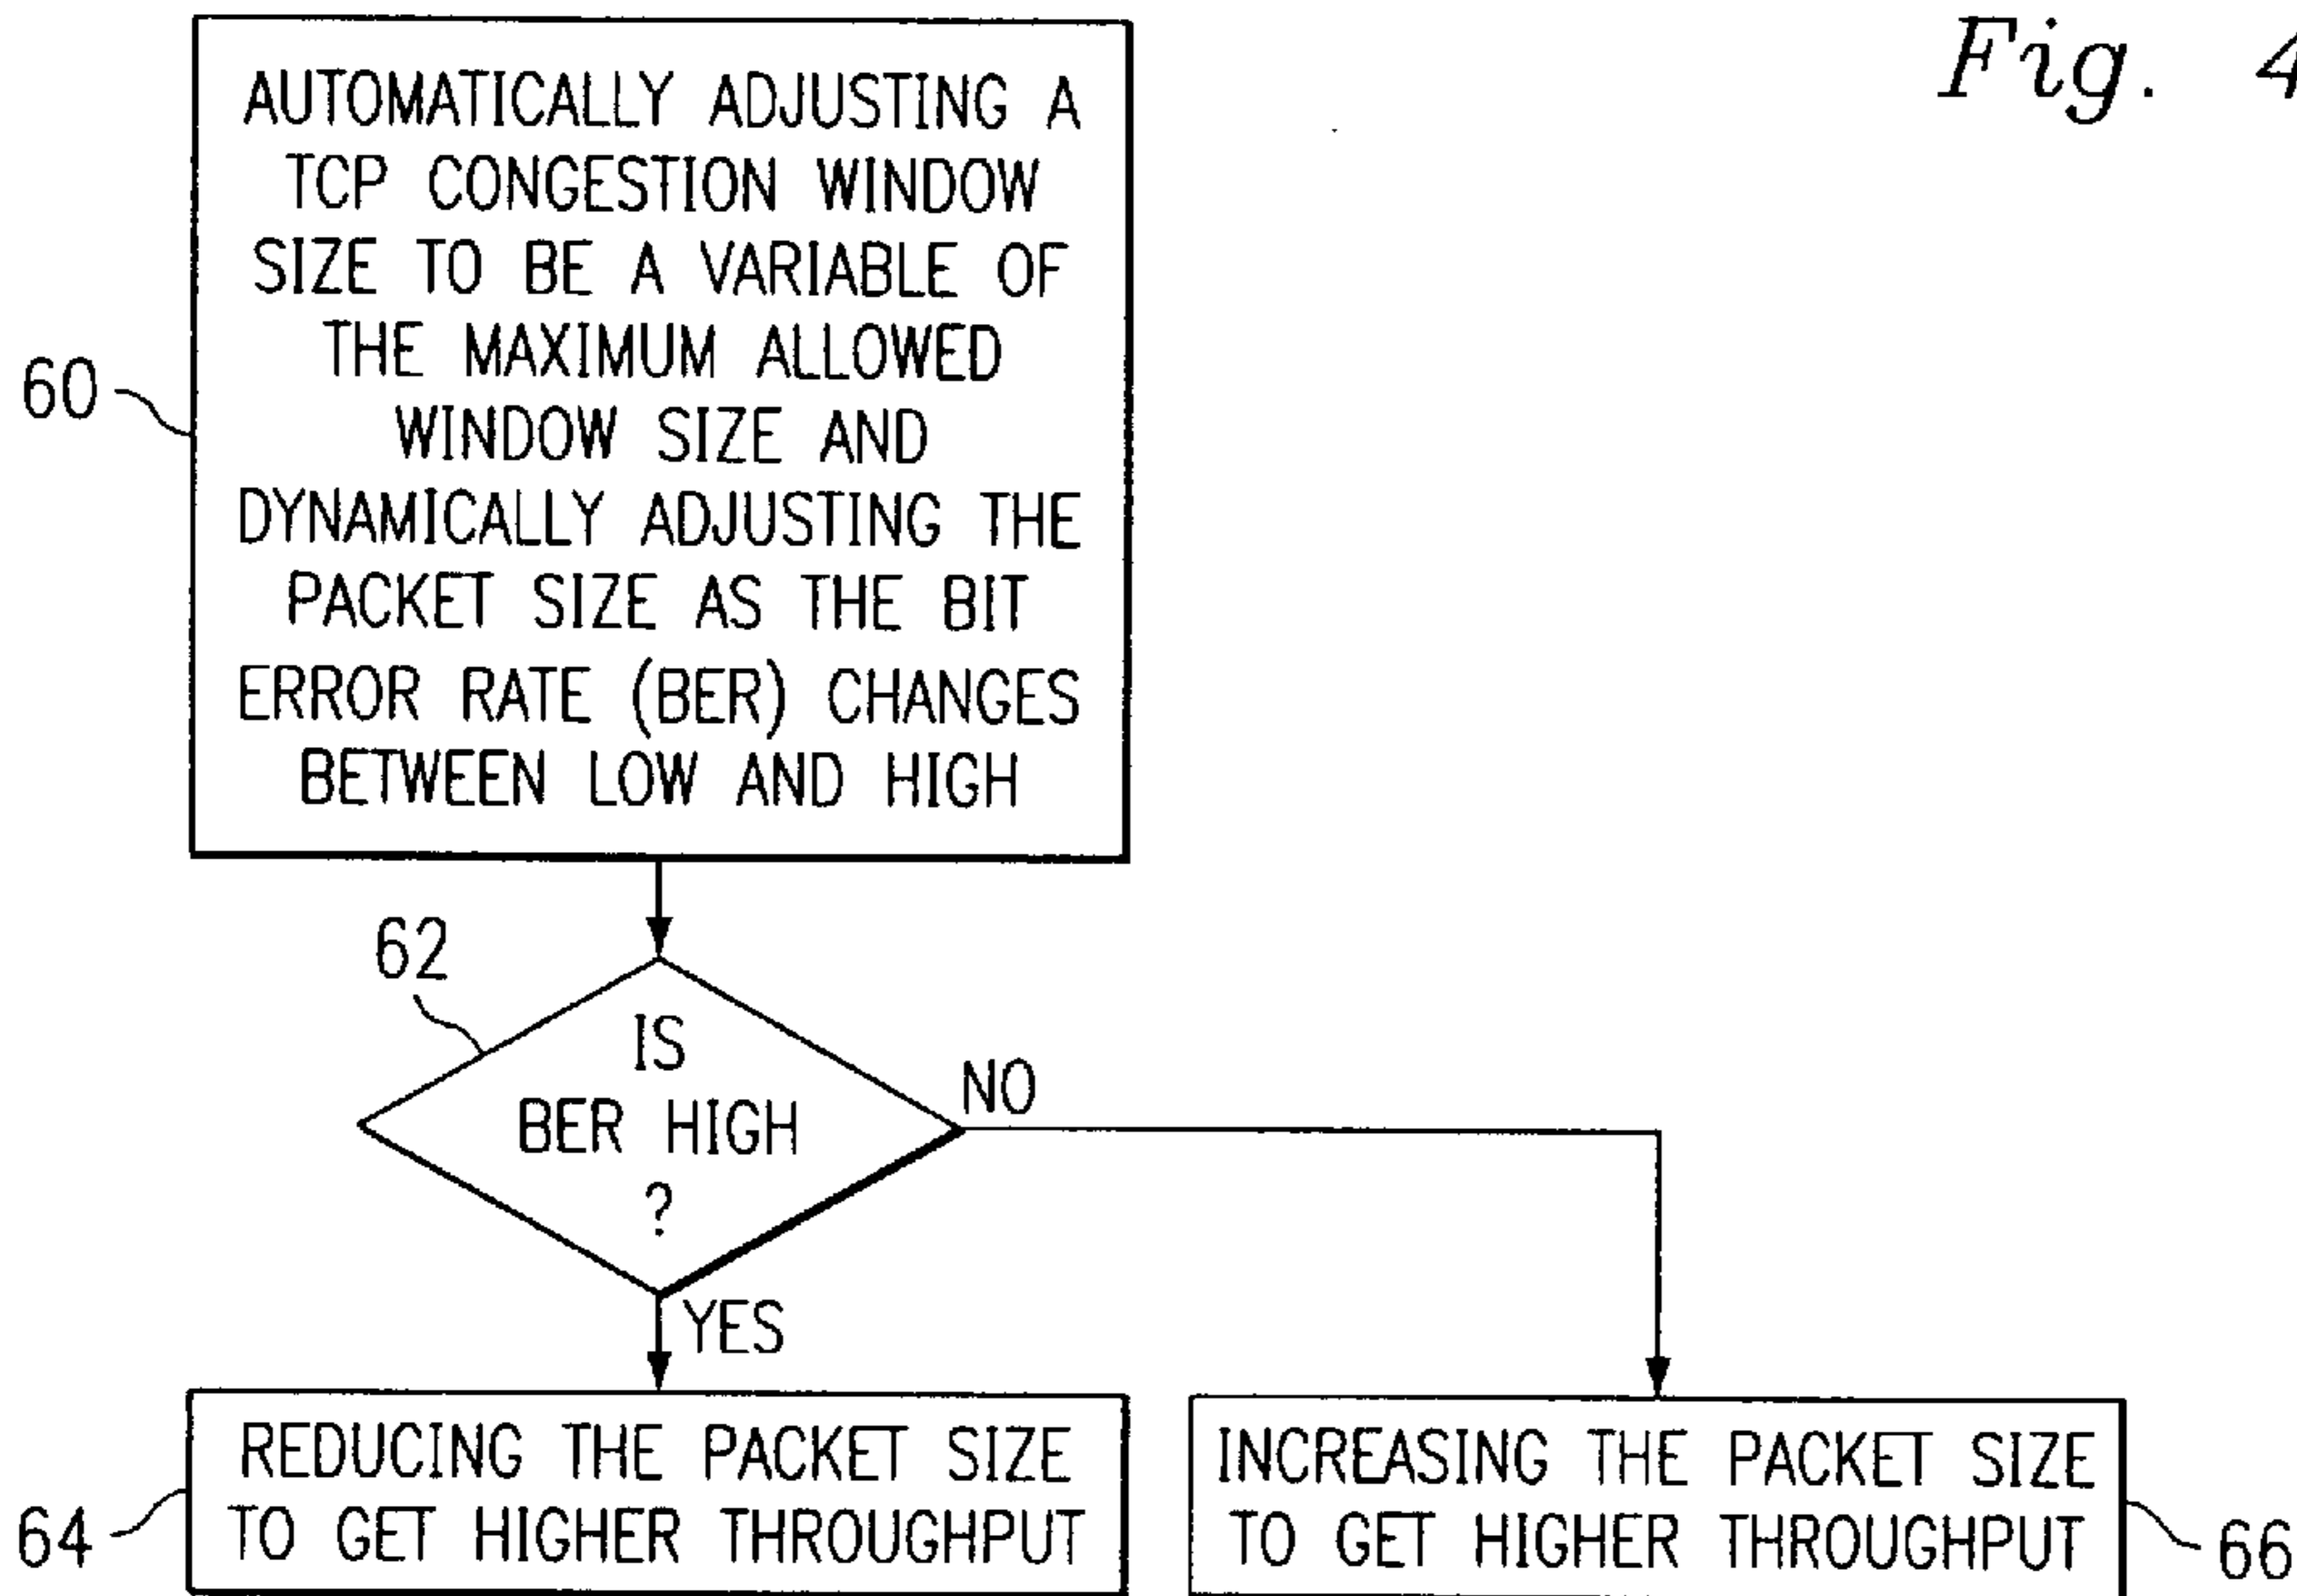 Fig. 4
AUTOMATICALLY ADJUSTING A
TCP CONGESTION WINDOW
SIZE TO BE A VARIABLE OF
THE MAXIMUM ALLOWED
WINDOW SIZE AND
DYNAMICALLY ADJUSTING THE
PACKET SIZE AS THE BIT
ERROR RATE (BER) CHANGES
BETWEEN LOW AND HIGH
60
62
IS
BER HIGH
?
NO
YES
REDUCING THE PACKET SIZE
TO GET HIGHER THROUGHPUT
64
INCREASING THE PACKET SIZE
TO GET HIGHER THROUGHPUT
66